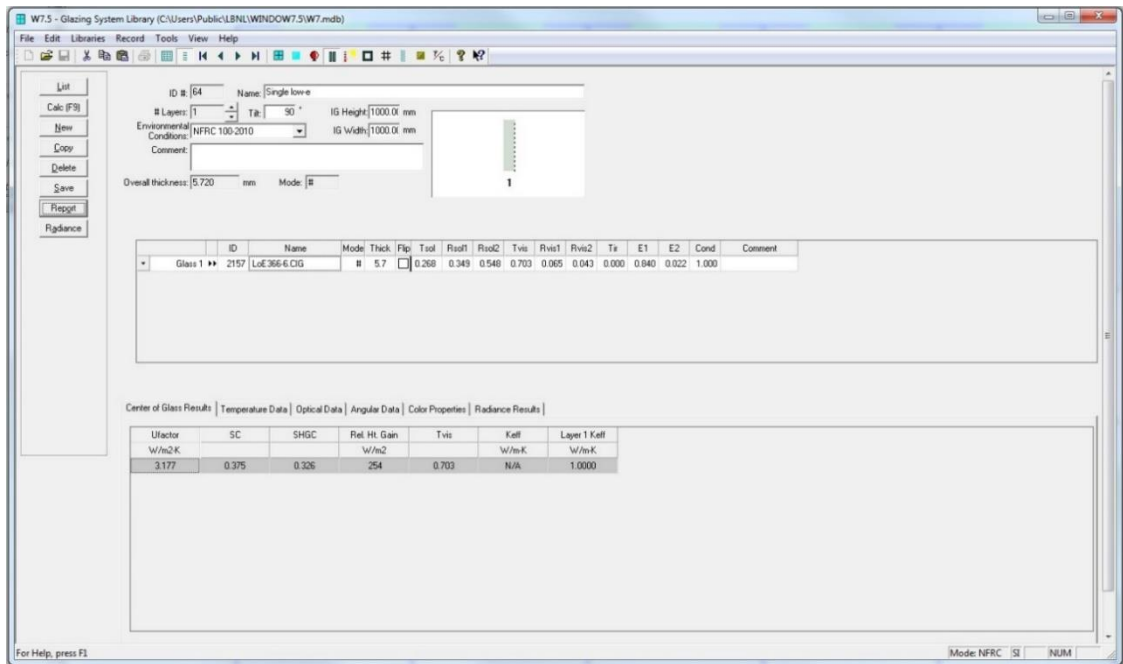 W7.5 - Glazing System Library (C:\Users\Public\LBNL\WINDOW7.5\W7.mdb)
File Edit Libraries Record Tools View Help
List
Calc (F9)
New
Copy
Delete
Save
Report
Radiance
ID #: 64 Name: Single low-e
# Layers: 1 Tilt: 90 ° IG Height: 1000.0 mm
Environmental Conditions: NFRC 100-2010 IG Width: 1000.0 mm
Comment:
Overall thickness: 5.720 mm Mode: #
1
ID Name Mode Thick Flip Tsol Rsol1 Rsol2 Tvis Rvis1 Rvis2 Tir E1 E2 Cond Comment
Glass 1 2157 LoE366-6.CIG # 5.7 0.268 0.349 0.548 0.703 0.065 0.043 0.000 0.840 0.022 1.000
Center of Glass Results Temperature Data Optical Data Angular Data Color Properties Radiance Results
Ufactor SC SHGC Rel. Ht. Gain Tvis Keff Layer 1 Keff
W/m2-K W/m2 W/m-K W/m-K
3.177 0.375 0.326 254 0.703 N/A 1.0000
For Help, press F1 Mode: NFRC SI NUM